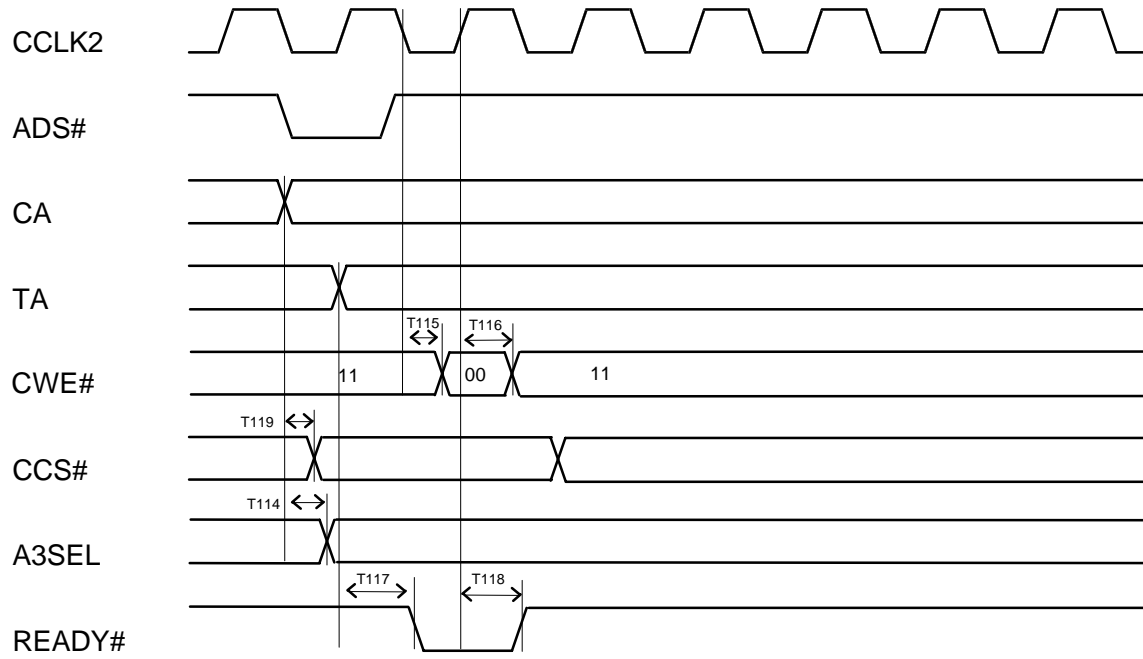 CCLK2
ADS#
CA
TA
T115 T116
CWE# 11 00 11
T119
CCS#
T114
A3SEL
T117 T118
READY#